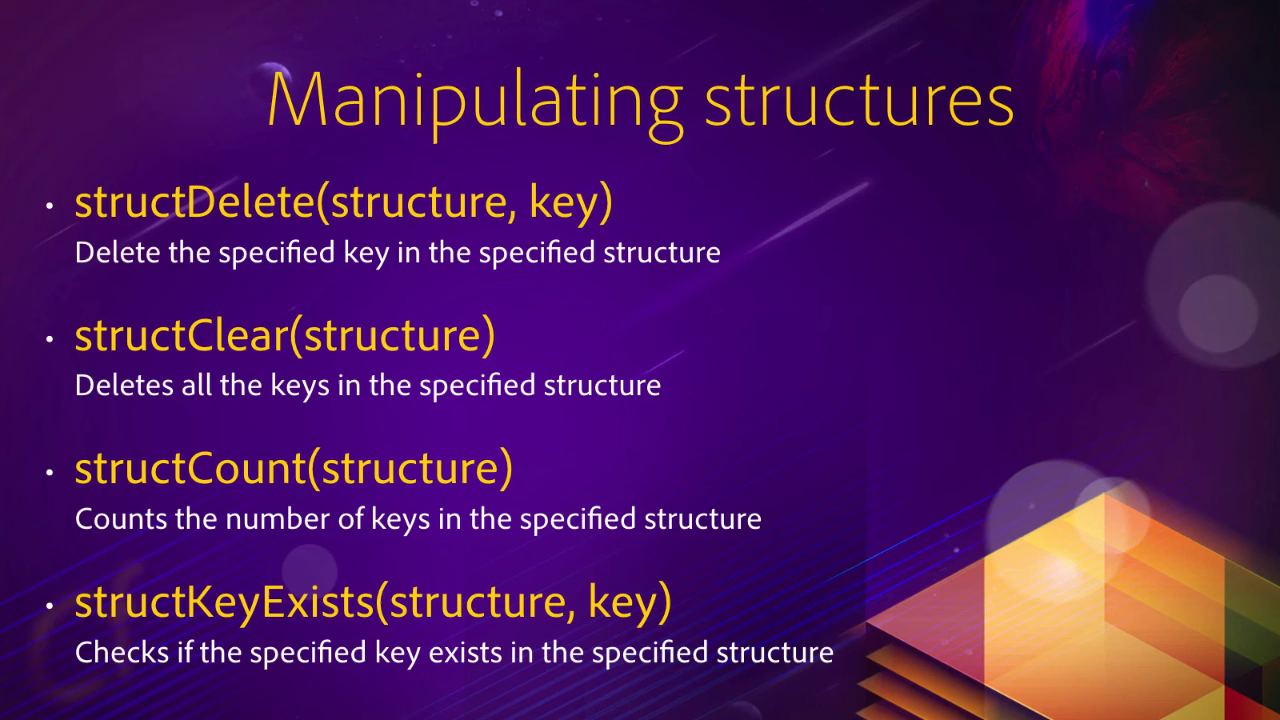 Manipulating structures
• structDelete(structure, key)
Delete the specified key in the specified structure
• structClear(structure)
Deletes all the keys in the specified structure
• structCount(structure)
Counts the number of keys in the specified structure
• structKeyExists(structure, key)
Checks if the specified key exists in the specified structure